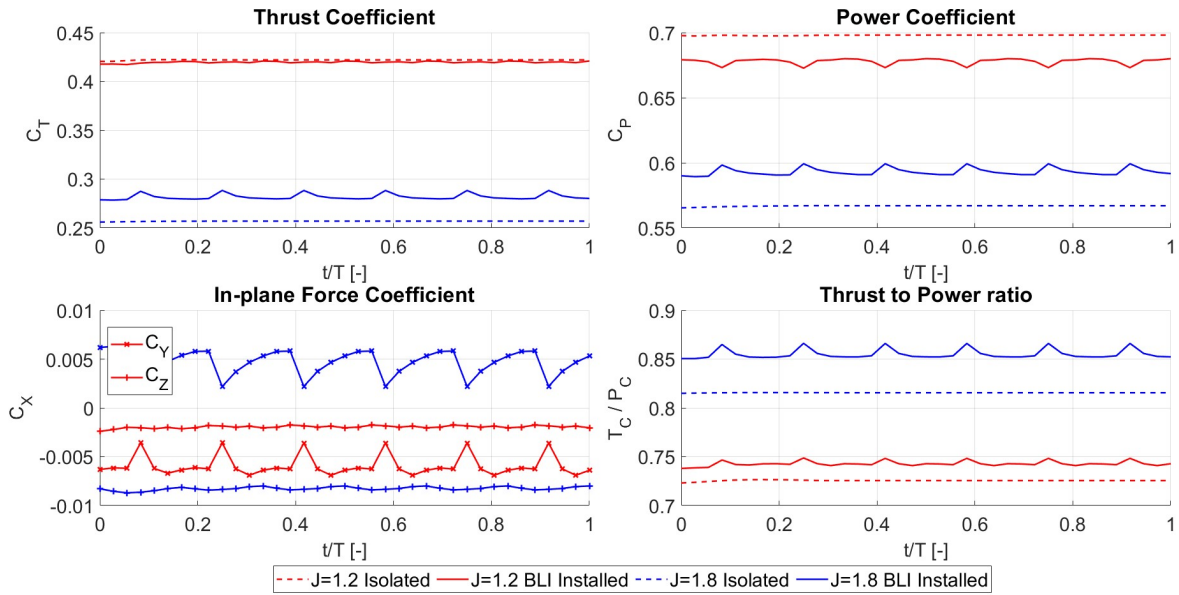 Thrust Coefficient
0.45
0.4
0.35
0.3
0.25
C_T
0 0.2 0.4 0.6 0.8 1
t/T [-]
Power Coefficient
0.7
0.65
0.6
0.55
C_P
0 0.2 0.4 0.6 0.8 1
t/T [-]
In-plane Force Coefficient
0.01
0.005
0
-0.005
-0.01
C_X
C_Y
C_Z
0 0.2 0.4 0.6 0.8 1
t/T [-]
Thrust to Power ratio
0.9
0.85
0.8
0.75
0.7
T_C / P_C
0 0.2 0.4 0.6 0.8 1
t/T [-]
J=1.2 Isolated J=1.2 BLI Installed J=1.8 Isolated J=1.8 BLI Installed